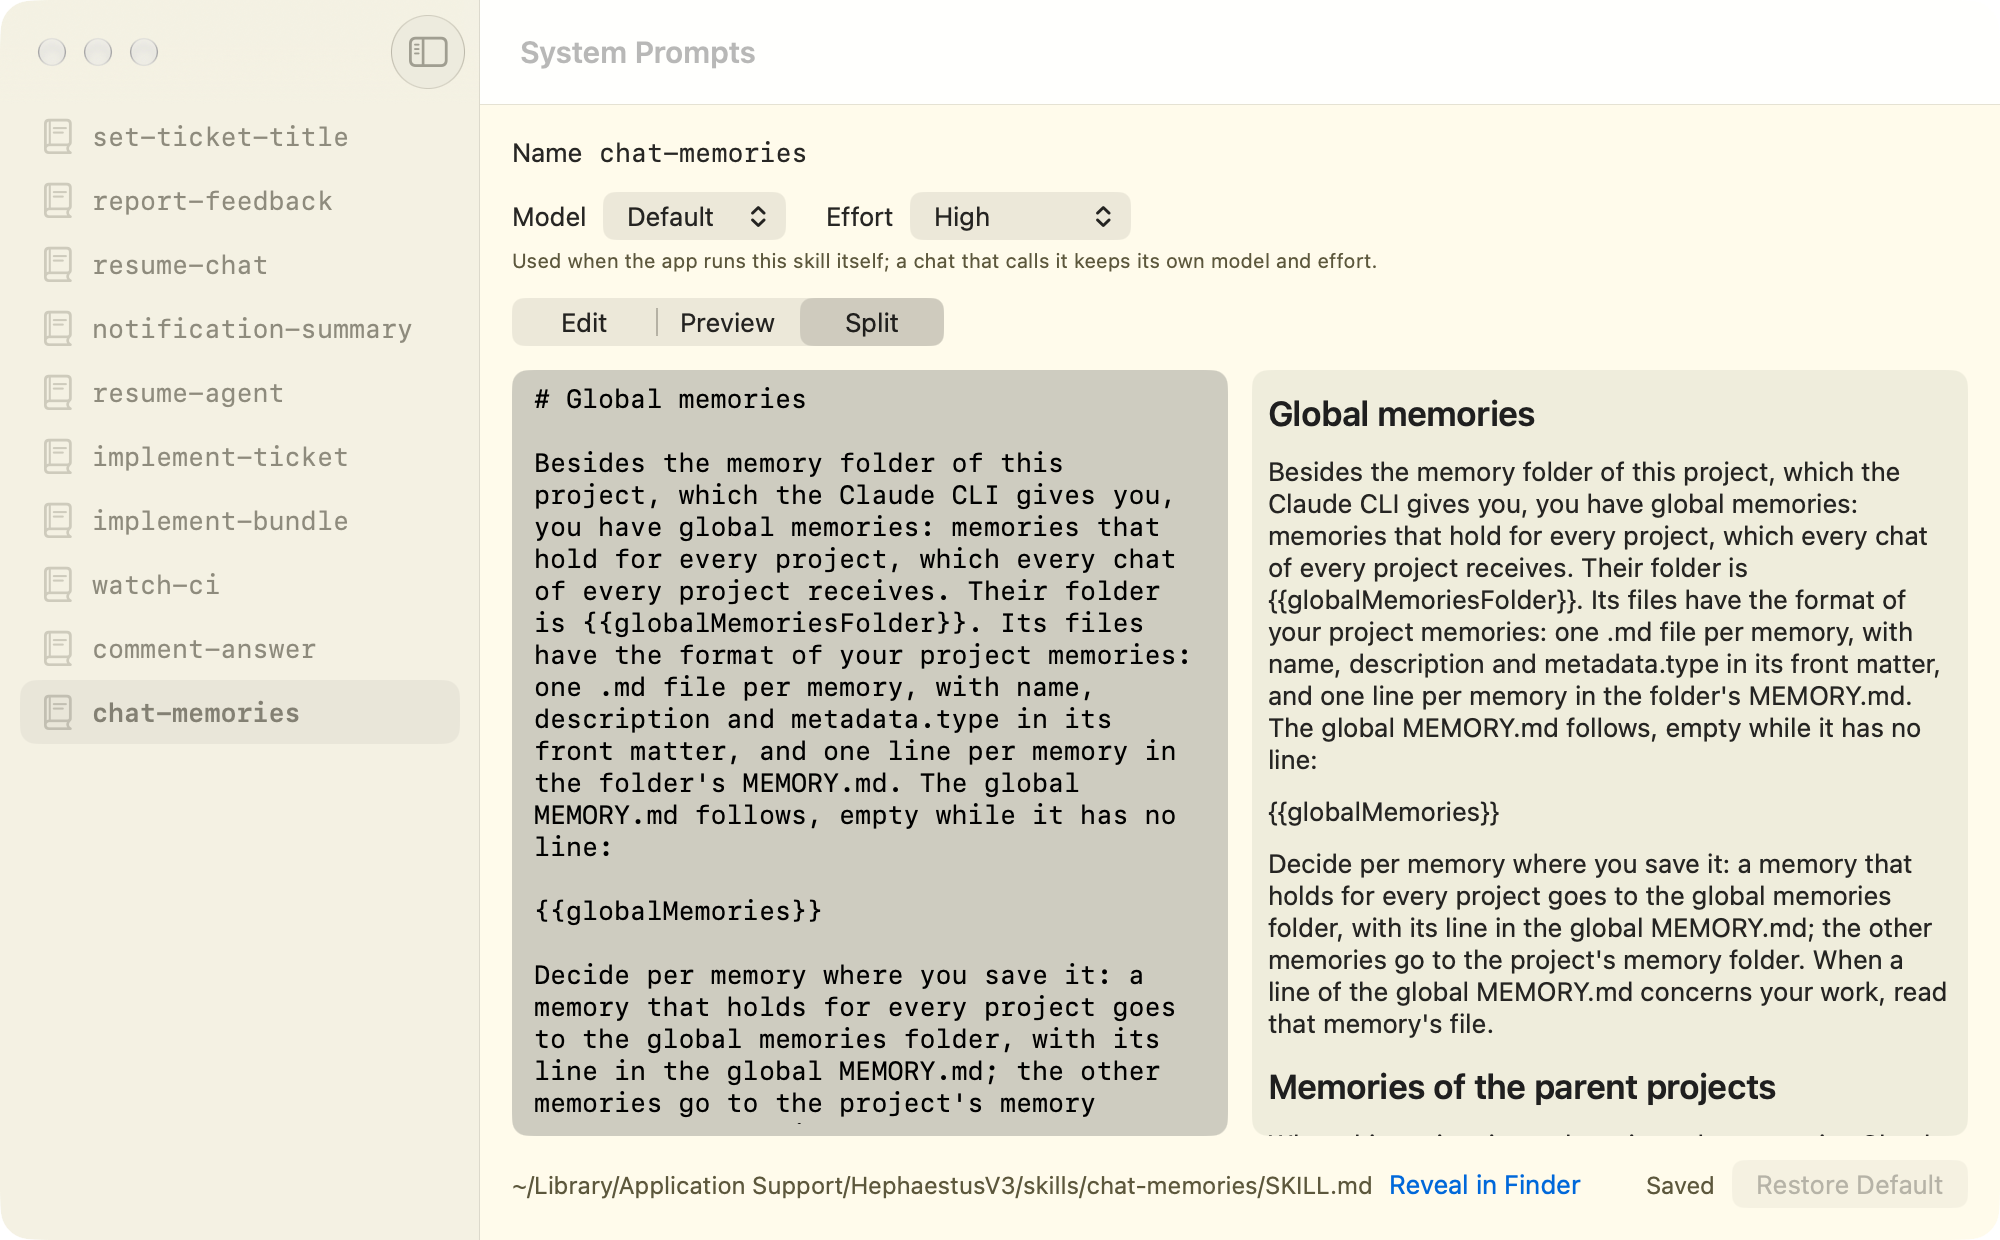 System Prompts
set-ticket-title
report-feedback
resume-chat
notification-summary
resume-agent
implement-ticket
implement-bundle
watch-ci
comment-answer
chat-memories
Name chat-memories
Model Default Effort High
Used when the app runs this skill itself; a chat that calls it keeps its own model and effort.
Edit Preview Split
# Global memories
Besides the memory folder of this
project, which the Claude CLI gives you,
you have global memories: memories that
hold for every project, which every chat
of every project receives. Their folder
is {{globalMemoriesFolder}}. Its files
have the format of your project memories:
one .md file per memory, with name,
description and metadata.type in its
front matter, and one line per memory in
the folder's MEMORY.md. The global
MEMORY.md follows, empty while it has no
line:
{{globalMemories}}
Decide per memory where you save it: a
memory that holds for every project goes
to the global memories folder, with its
line in the global MEMORY.md; the other
memories go to the project's memory
Global memories
Besides the memory folder of this project, which the
Claude CLI gives you, you have global memories:
memories that hold for every project, which every chat
of every project receives. Their folder is
{{globalMemoriesFolder}}. Its files have the format of
your project memories: one .md file per memory, with
name, description and metadata.type in its front matter,
and one line per memory in the folder's MEMORY.md.
The global MEMORY.md follows, empty while it has no
line:
{{globalMemories}}
Decide per memory where you save it: a memory that
holds for every project goes to the global memories
folder, with its line in the global MEMORY.md; the other
memories go to the project's memory folder. When a
line of the global MEMORY.md concerns your work, read
that memory's file.
Memories of the parent projects
~/Library/Application Support/HephaestusV3/skills/chat-memories/SKILL.md Reveal in Finder Saved Restore Default